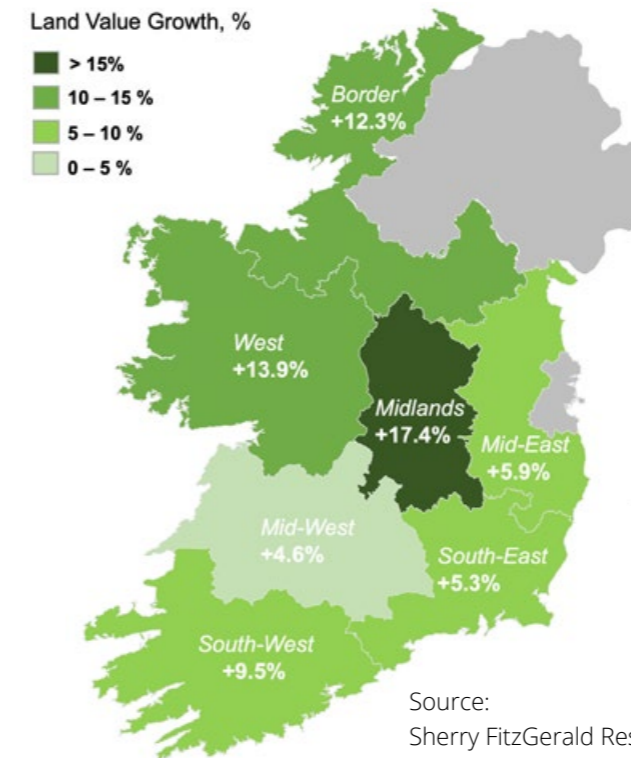 Land Value Growth, %
> 15%
10 – 15 %
5 – 10 %
0 – 5 %
Border
+12.3%
West
+13.9%
Midlands
+17.4%
Mid-East
+5.9%
Mid-West
+4.6%
South-East
+5.3%
South-West
+9.5%
Source:
Sherry FitzGerald Res